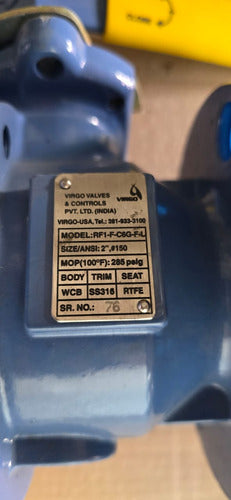 VIRGO VALVES
& CONTROLS
PVT. LTD. (INDIA)
VIRGO
VIRGO-USA, Tel.: 281-933-3100
MODEL: RF1-F-C6G-F-L
SIZE/ANSI: 2",#150
MOP(100°F): 285 psig
BODY TRIM SEAT
WCB SS316 RTFE
SR. NO.: 76